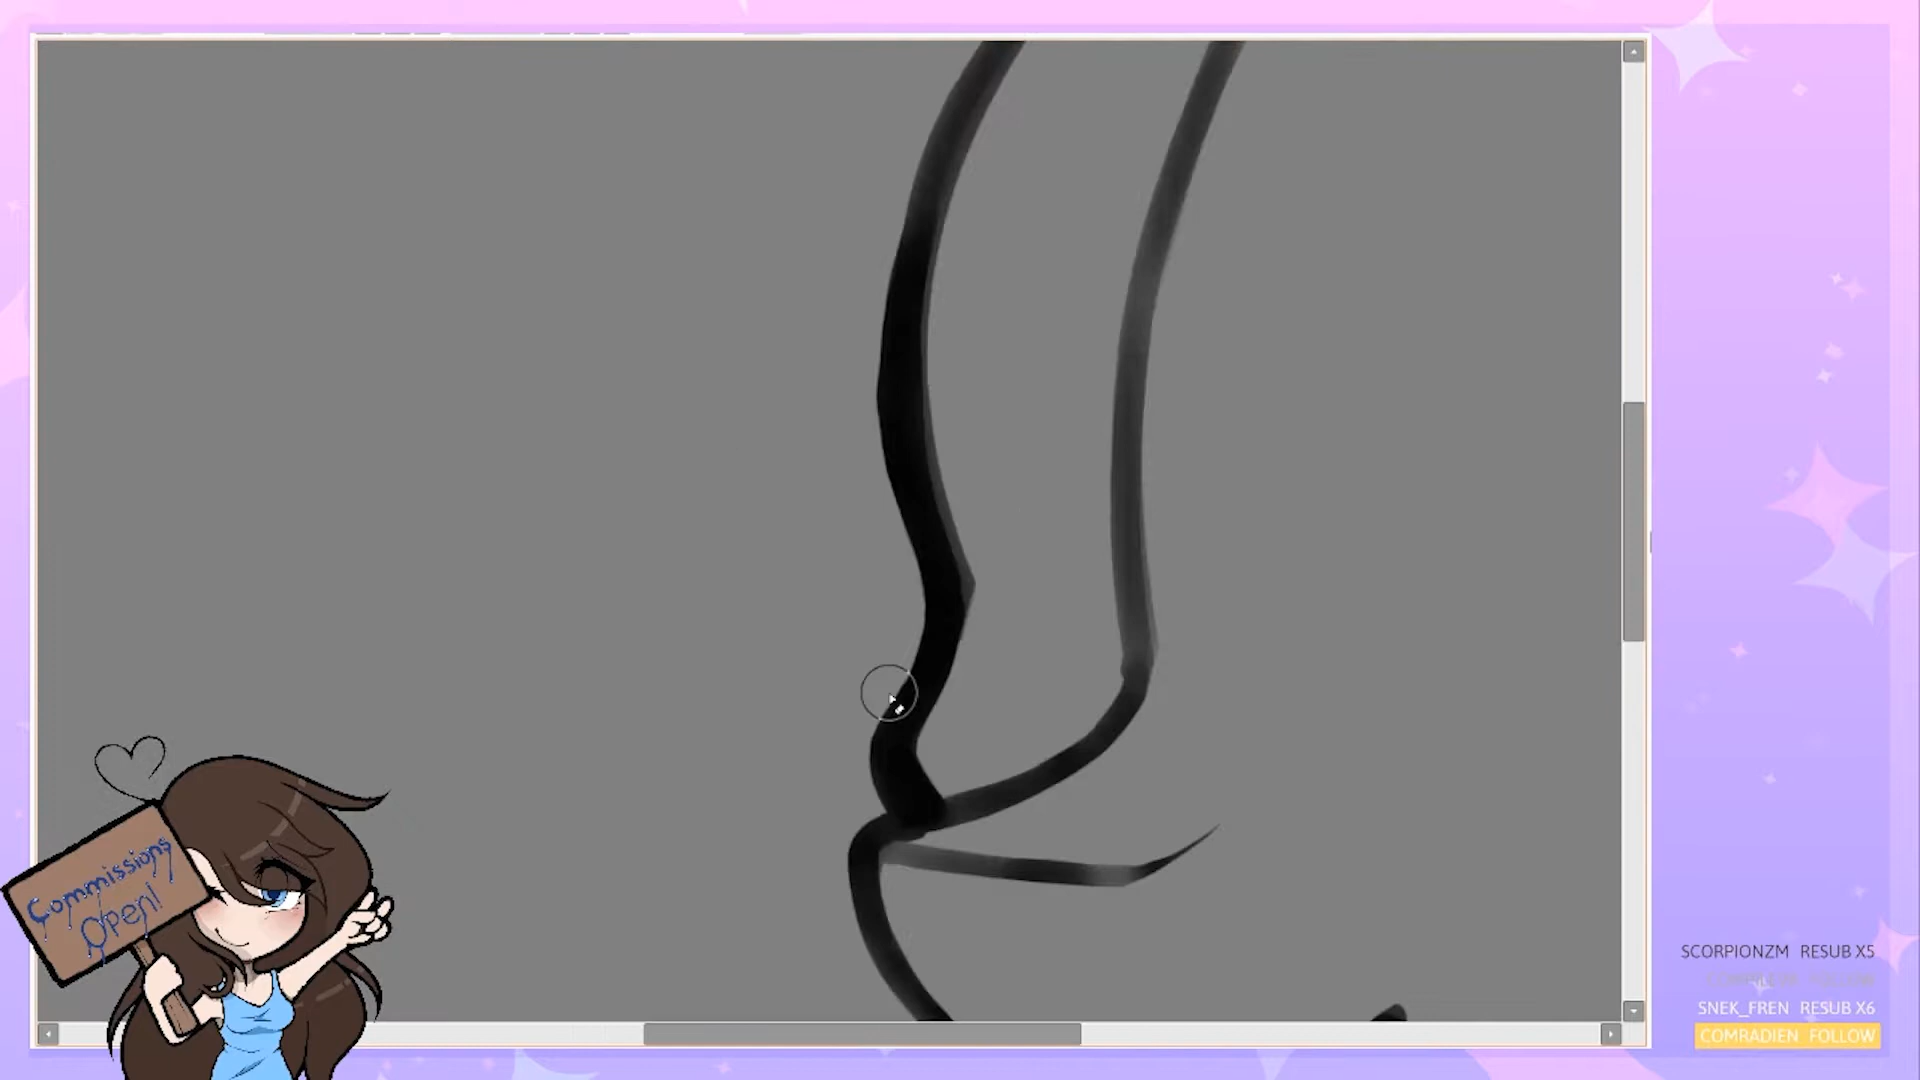 Commissions
Open!
SCORPIONZM RESUB X5
SNEK_FREN RESUB X6
COMRADIEN FOLLOW